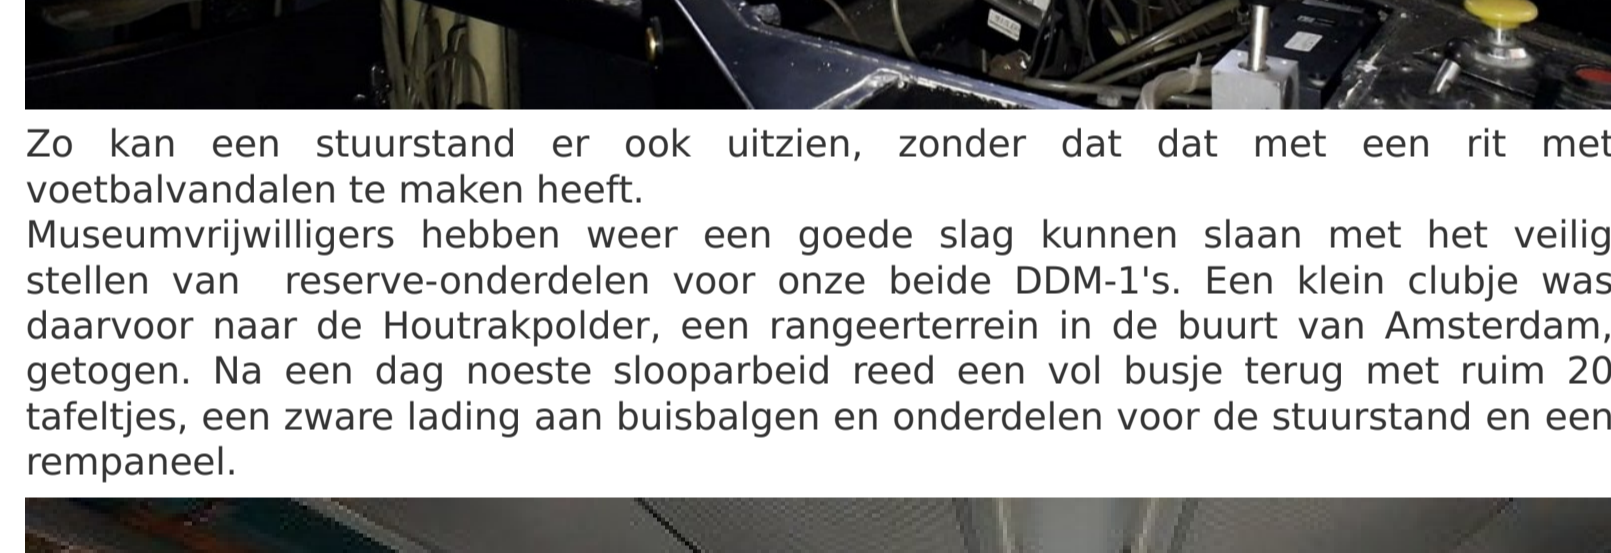 Zo kan een stuurstand er ook uitzien, zonder dat dat met een rit met
voetbalvandalen te maken heeft.
Museumvrijwilligers hebben weer een goede slag kunnen slaan met het veilig
stellen van  reserve-onderdelen voor onze beide DDM-1's. Een klein clubje was
daarvoor naar de Houtrakpolder, een rangeerterrein in de buurt van Amsterdam,
getogen. Na een dag noeste slooparbeid reed een vol busje terug met ruim 20
tafeltjes, een zware lading aan buisbalgen en onderdelen voor de stuurstand en een
rempaneel.